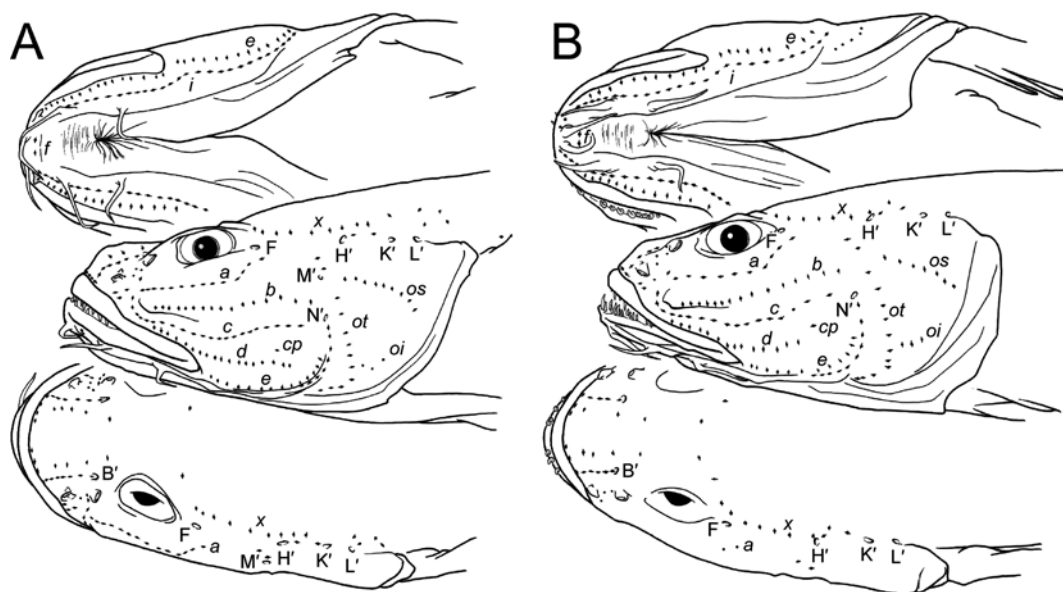 A
B
e
i
f
e
i
f
x
F
H'
K'
L'
a
M'
b
os
N'
c
ot
d
cp
oi
e
x
F
H'
K'
L'
a
b
os
N'
c
ot
d
cp
oi
e
B'
x
F
a
M'
H'
K'
L'
B'
x
F
a
H'
K'
L'